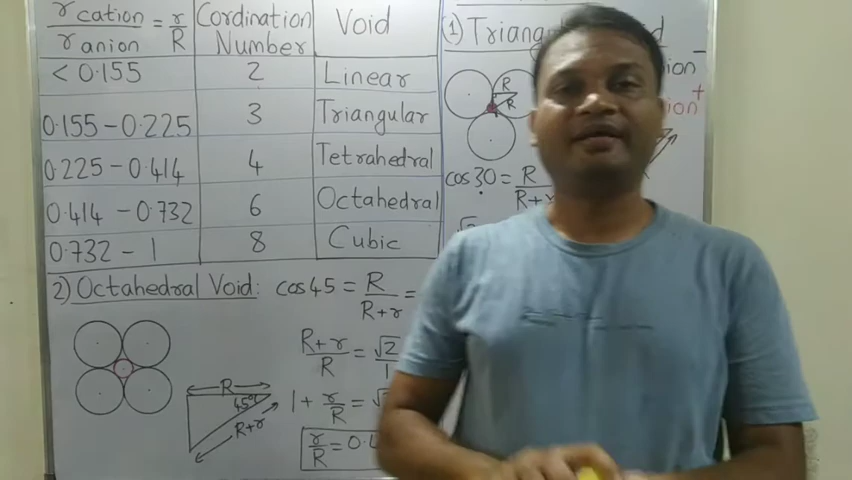 r cation / r anion = r/R
Cordination Number
Void
< 0.155 2 Linear
0.155 – 0.225 3 Triangular
0.225 – 0.414 4 Tetrahedral
0.414 – 0.732 6 Octahedral
0.732 – 1 8 Cubic
2) Octahedral Void: cos 45 = R / R+r =
R+r / R = √2 / 1
1 + r/R =
r/R = 0.4
R
45°
R+r
(1)
R
R
cos 30 = R / R+r